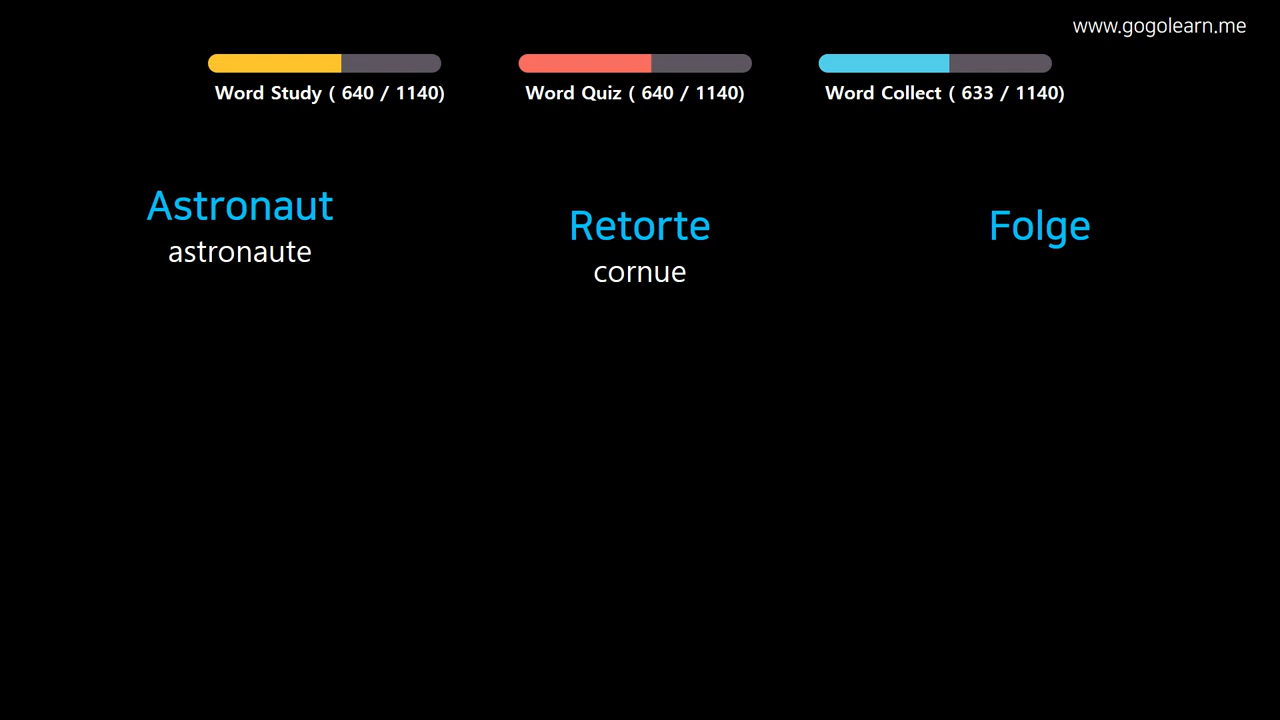 www.gogolearn.me
Word Study ( 640 / 1140)
Word Quiz ( 640 / 1140)
Word Collect ( 633 / 1140)
Astronaut
astronaute
Retorte
cornue
Folge